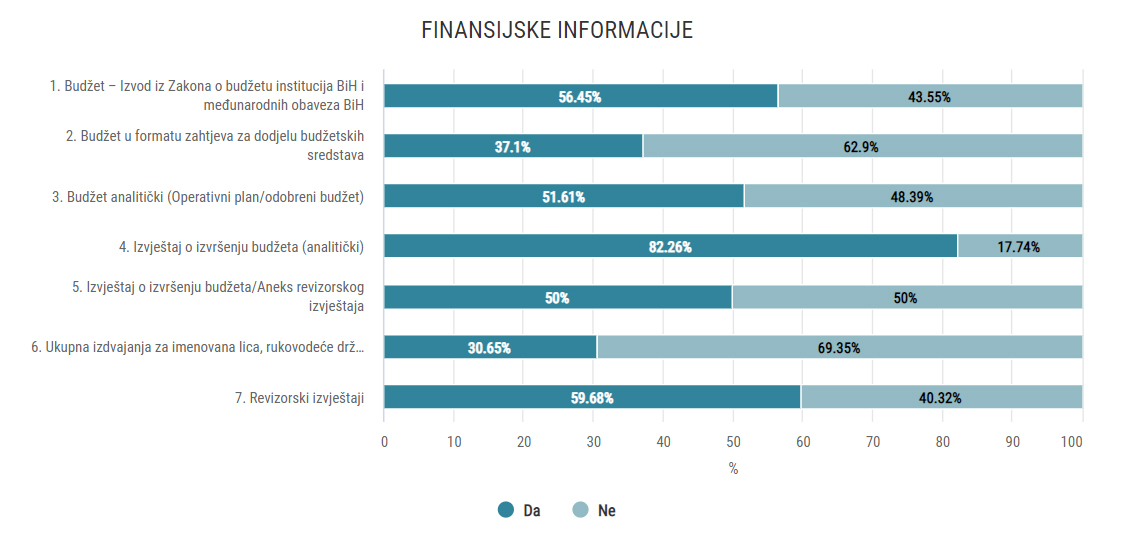 FINANSIJSKE INFORMACIJE
1. Budžet – Izvod iz Zakona o budžetu institucija BiH i
međunarodnih obaveza BiH
56.45%
43.55%
2. Budžet u formatu zahtjeva za dodjelu budžetskih
sredstava
37.1%
62.9%
3. Budžet analitički (Operativni plan/odobreni budžet)
51.61%
48.39%
4. Izvještaj o izvršenju budžeta (analitički)
82.26%
17.74%
5. Izvještaj o izvršenju budžeta/Aneks revizorskog
izvještaja
50%
50%
6. Ukupna izdvajanja za imenovana lica, rukovodeće drž…
30.65%
69.35%
7. Revizorski izvještaji
59.68%
40.32%
0 10 20 30 40 50 60 70 80 90 100
%
Da Ne